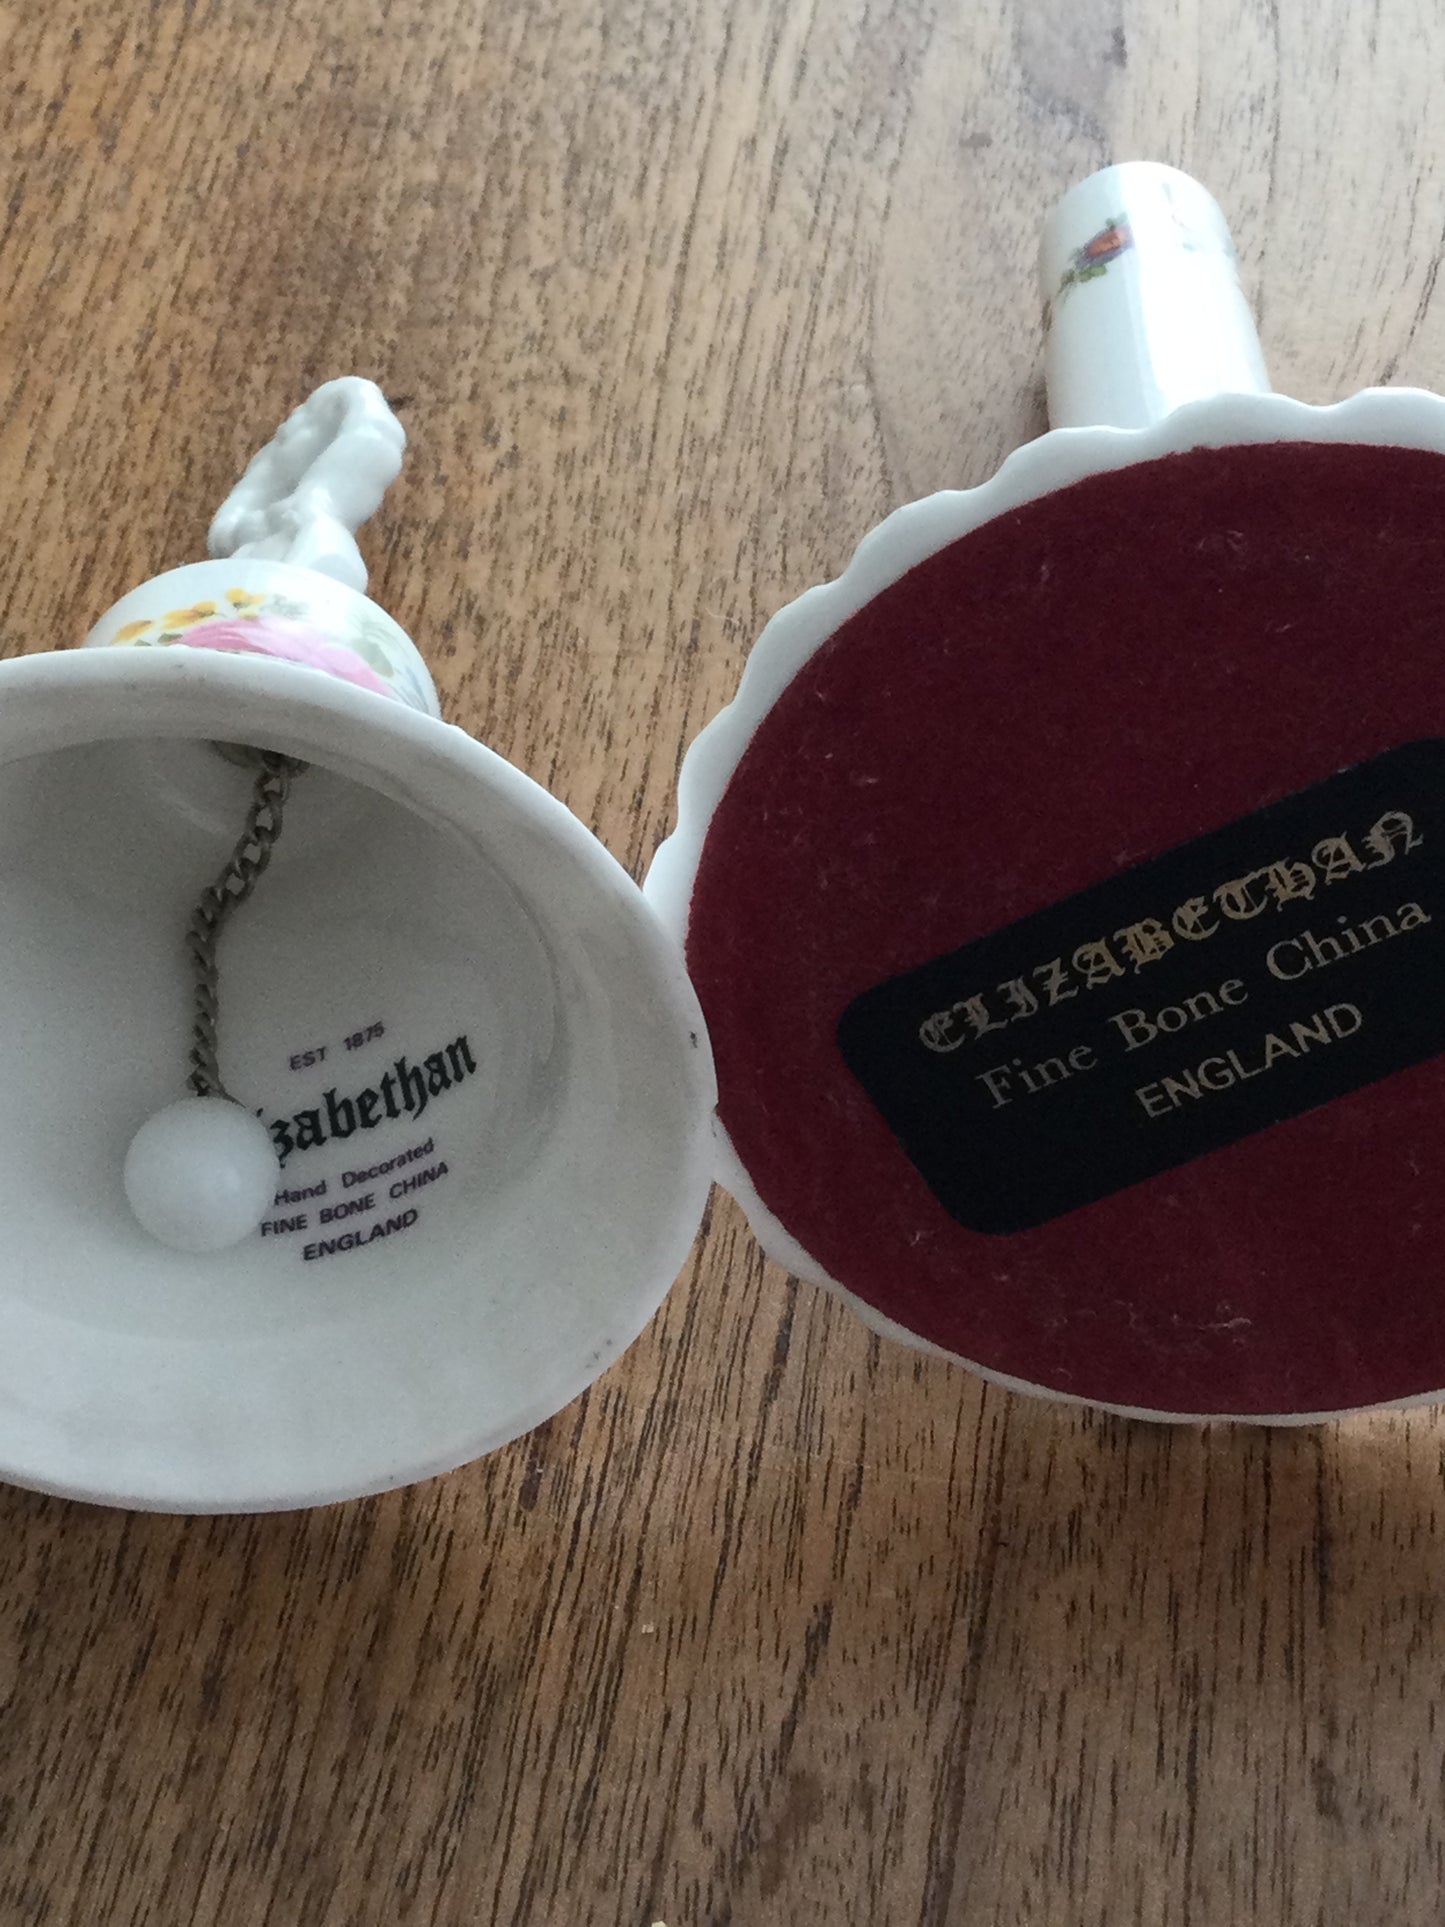 EST 1875
zabethan
Hand Decorated
FINE BONE CHINA
ENGLAND
ELIZABETHAN
Fine Bone China
ENGLAND